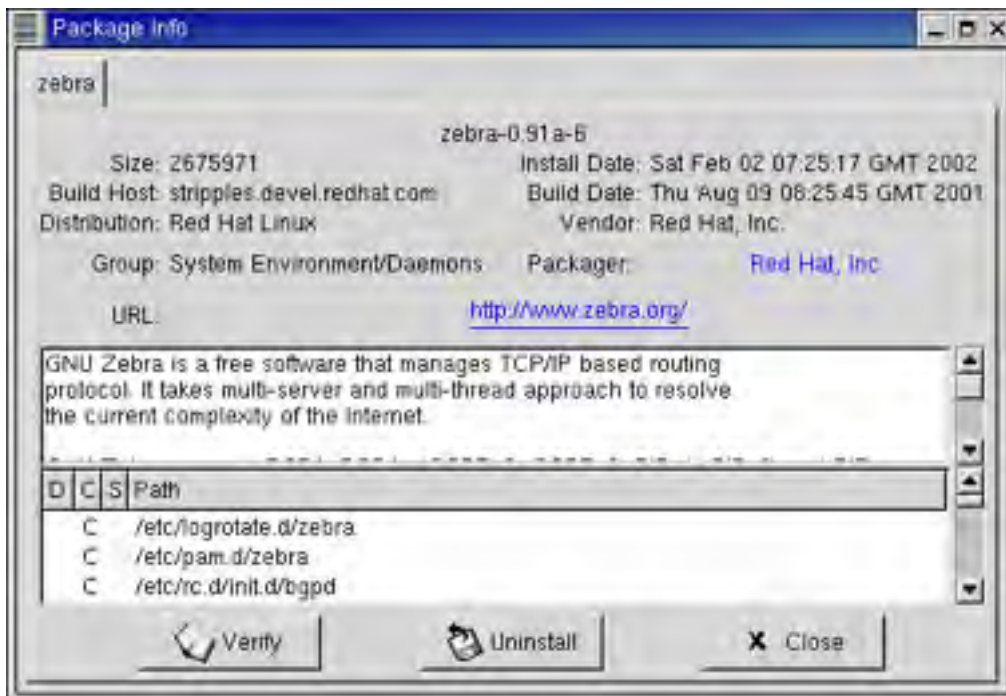 Package Info
zebra
zebra-0.91a-6
Size: 2675971 Install Date: Sat Feb 02 07:25:17 GMT 2002
Build Host: stripples.devel.redhat.com Build Date: Thu Aug 09 08:25:45 GMT 2001
Distribution: Red Hat Linux Vendor: Red Hat, Inc.
Group: System Environment/Daemons Packager: Red Hat, Inc
URL: http://www.zebra.org/
GNU Zebra is a free software that manages TCP/IP based routing
protocol. It takes multi-server and multi-thread approach to resolve
the current complexity of the Internet.
D C S Path
C /etc/logrotate.d/zebra
C /etc/pam.d/zebra
C /etc/rc.d/init.d/bgpd
Verify Uninstall Close